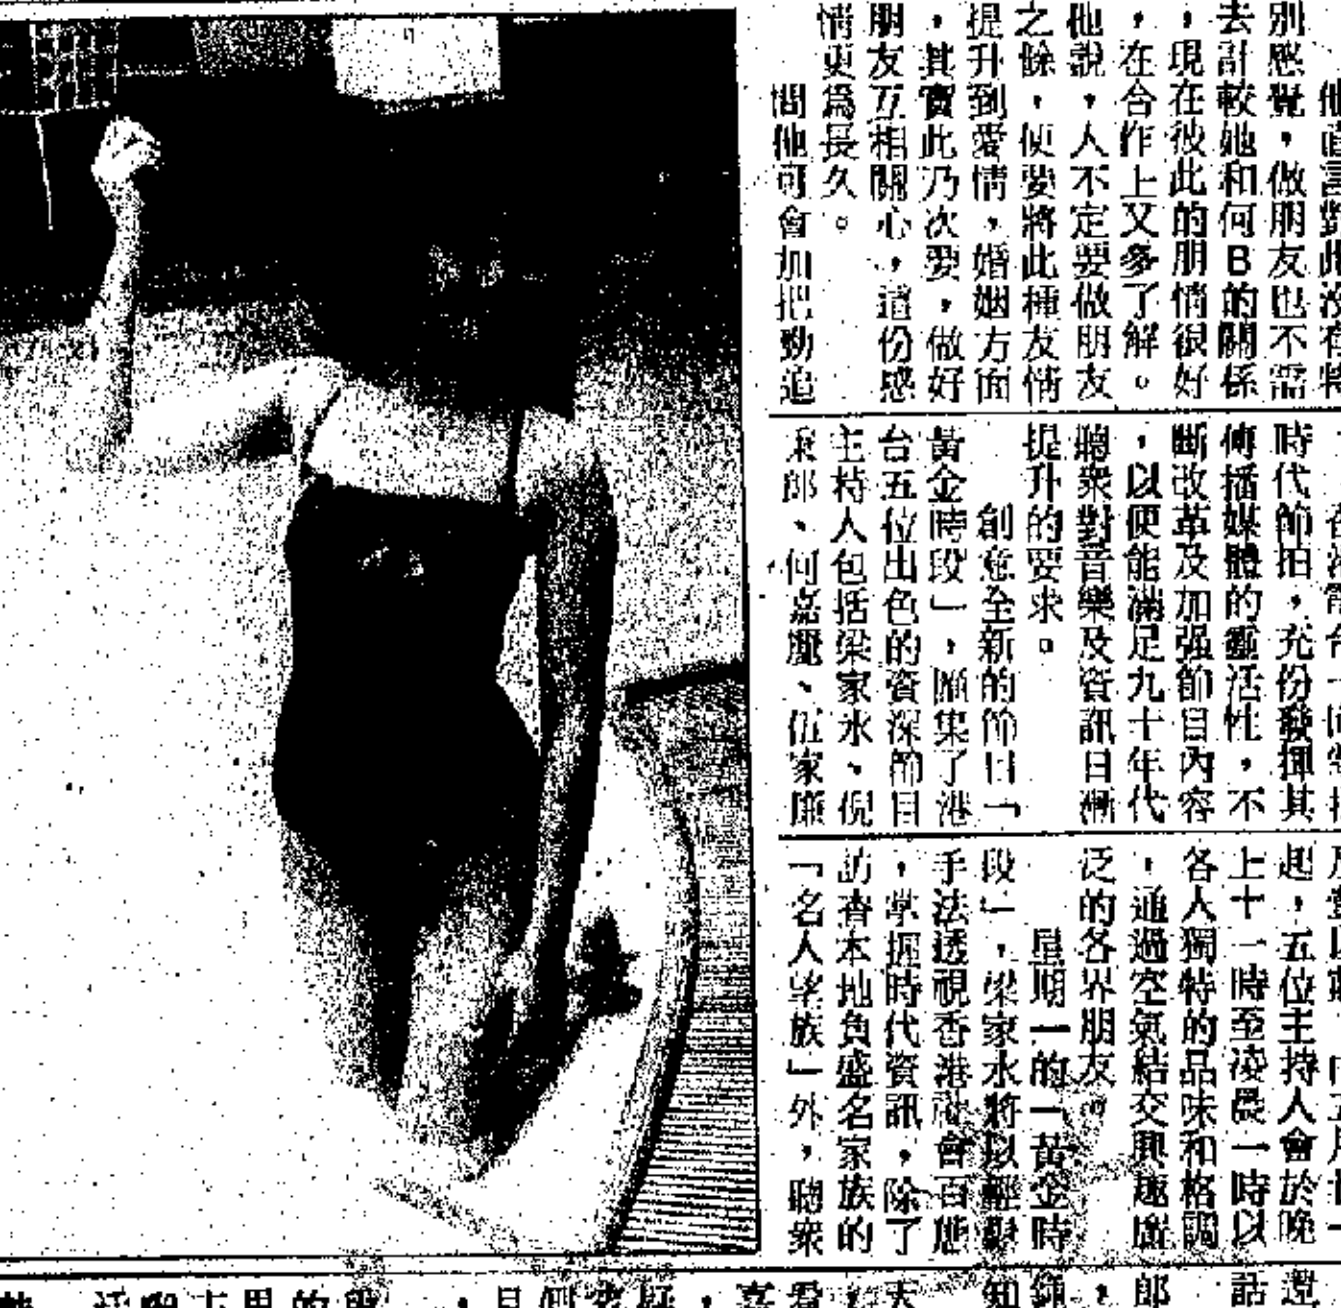 別感覺，做朋友也不需
去計較她和何B的關係
，現在彼此的朋情很好
，在合作上又多了解。
他說，人不定要做朋友
之餘，便要將此種友情
提升到愛情，婚姻方面
，其實此乃次要，做好
朋友互相關心，這份感
情更為長久。
問他可會加把勁追
時代節拍，充份發揮其
傳播媒體的靈活性，不
斷改革及加强節目內容
，以便能滿足九十年代
聽衆對音樂及資訊日漸
提升的要求。
創意全新的節目「
黃金時段」，滙集了港
台五位出色的資深節目
主持人包括梁家永、倪
秉郎、何嘉麗、伍家廉
起，五位主持人會於晚
上十一時至凌晨一時以
各人獨特的品味和格調
，通過空氣結交興趣廣
泛的各界朋友。
星期一的「黃金時
段」，梁家永將以輕鬆
手法透視香港社會百態
，掌握時代資訊，除了
訪齊本地負盛名家族的
「名人望族」外，聽衆